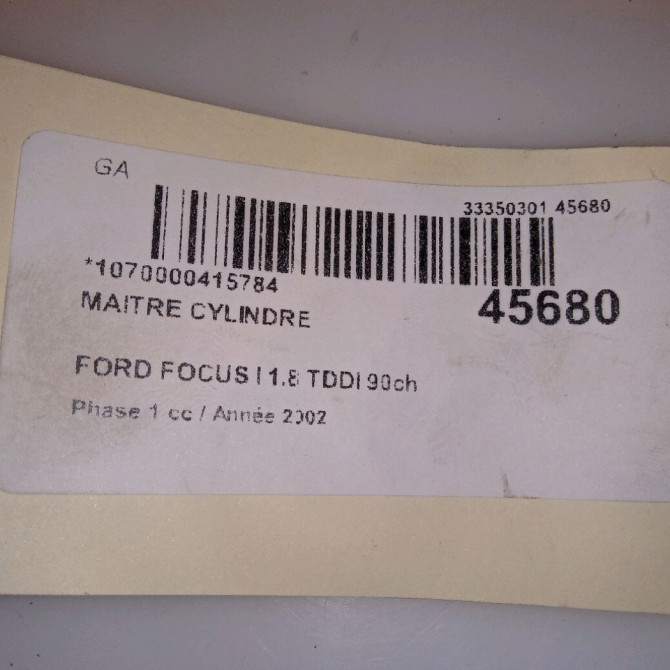 GA
33350301 45680
*1070000415784
45680
MAITRE CYLINDRE
FORD FOCUS I 1.8 TDDI 90ch
Phase 1 cc / Année 2002